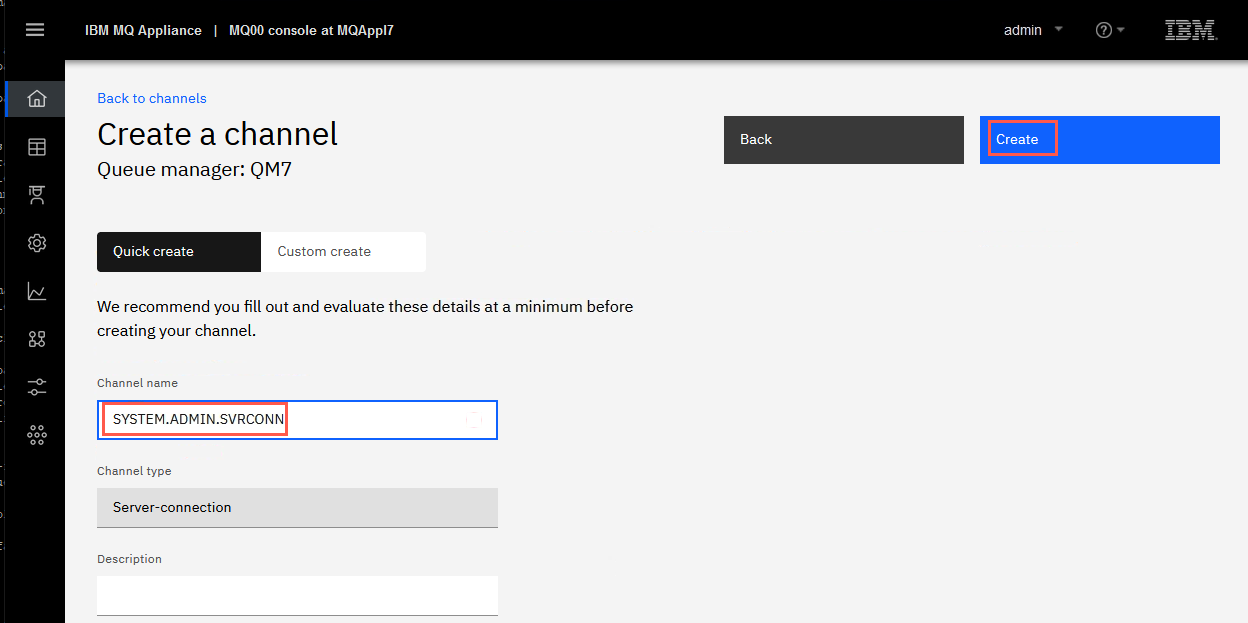 IBM MQ Appliance | MQ00 console at MQAppl7
admin
IBM
Back to channels
Create a channel
Queue manager: QM7
Back
Create
Quick create
Custom create
We recommend you fill out and evaluate these details at a minimum before
creating your channel.
Channel name
SYSTEM.ADMIN.SVRCONN
Channel type
Server-connection
Description